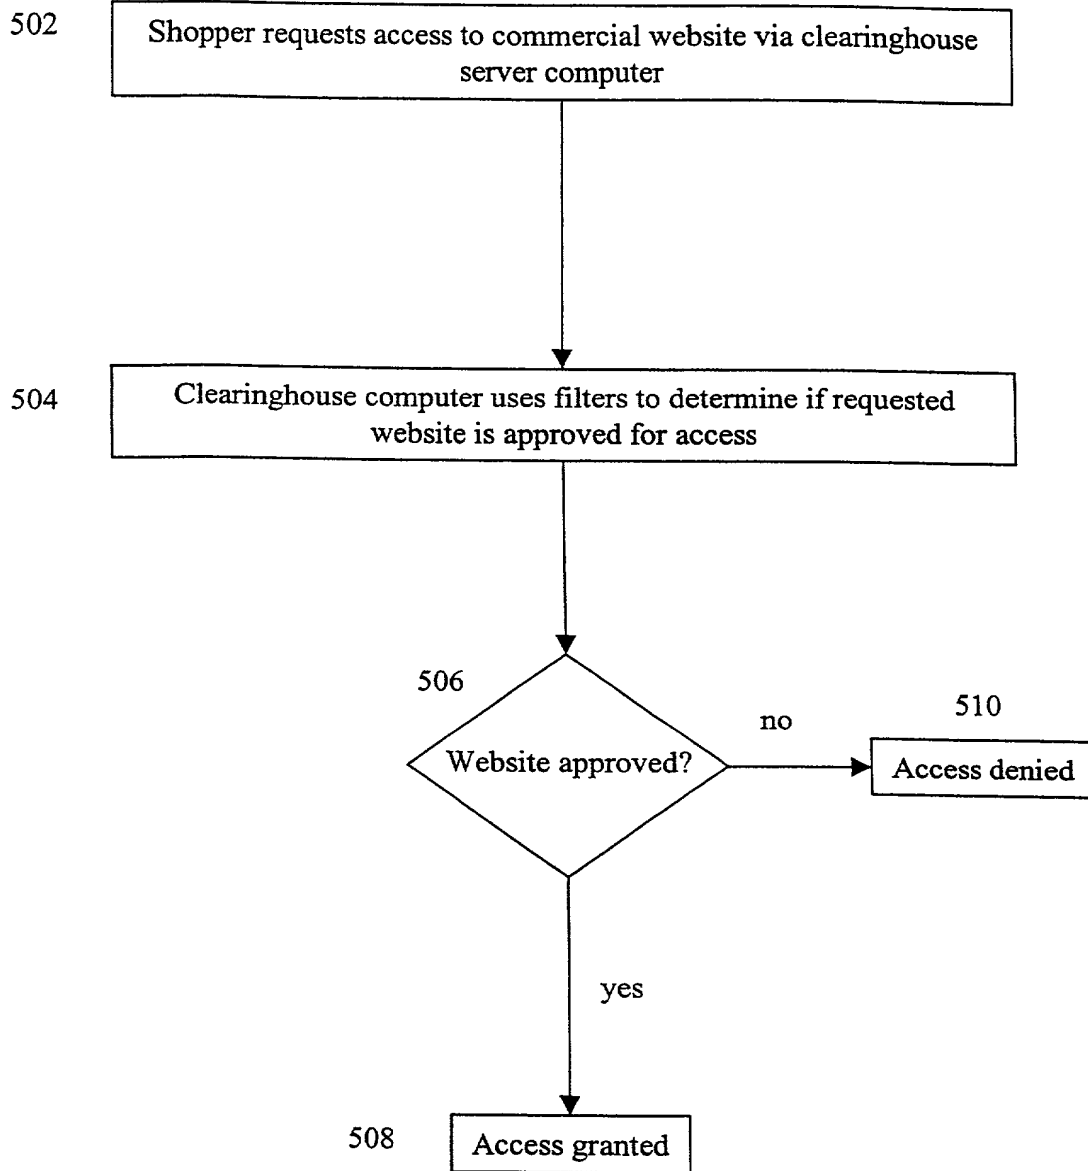 502
Shopper requests access to commercial website via clearinghouse
server computer
504
Clearinghouse computer uses filters to determine if requested
website is approved for access
506
Website approved?
no
510
Access denied
yes
508
Access granted